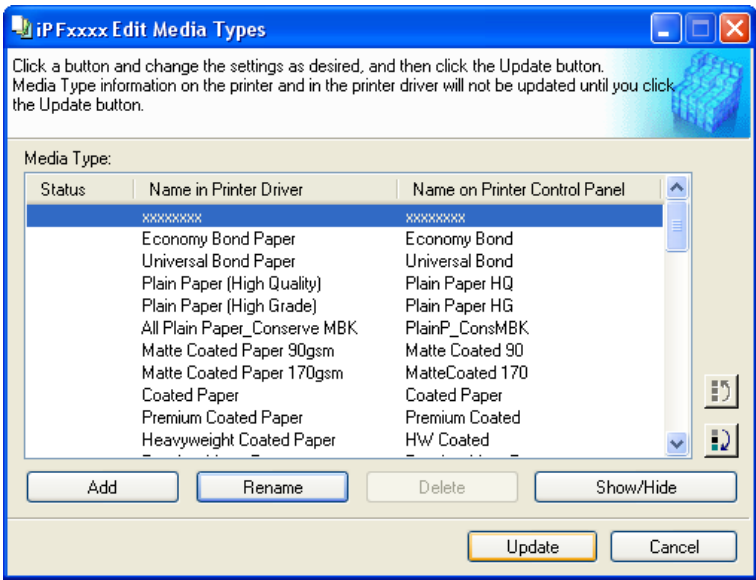 iPFxxxx Edit Media Types
Click a button and change the settings as desired, and then click the Update button.
Media Type information on the printer and in the printer driver will not be updated until you click
the Update button.
Media Type:
Status Name in Printer Driver Name on Printer Control Panel
xxxxxxxx xxxxxxxx
Economy Bond Paper Economy Bond
Universal Bond Paper Universal Bond
Plain Paper (High Quality) Plain Paper HQ
Plain Paper (High Grade) Plain Paper HG
All Plain Paper_Conserve MBK PlainP_ConsMBK
Matte Coated Paper 90gsm Matte Coated 90
Matte Coated Paper 170gsm MatteCoated 170
Coated Paper Coated Paper
Premium Coated Paper Premium Coated
Heavyweight Coated Paper HW Coated
Add Rename Delete Show/Hide
Update Cancel